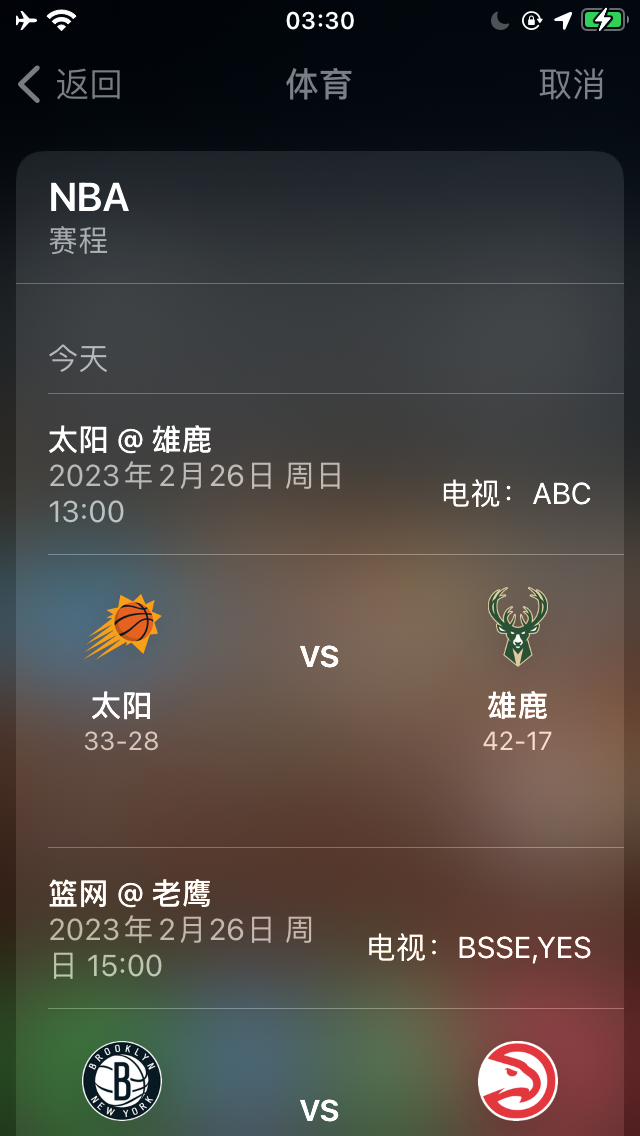 03:30
返回
体育
取消
NBA
赛程
今天
太阳 @ 雄鹿
2023年2月26日 周日
13:00
电视：ABC
VS
太阳
33-28
雄鹿
42-17
篮网 @ 老鹰
2023年2月26日 周
日 15:00
电视：BSSE,YES
BROOKLYN
B
NEW YORK
VS